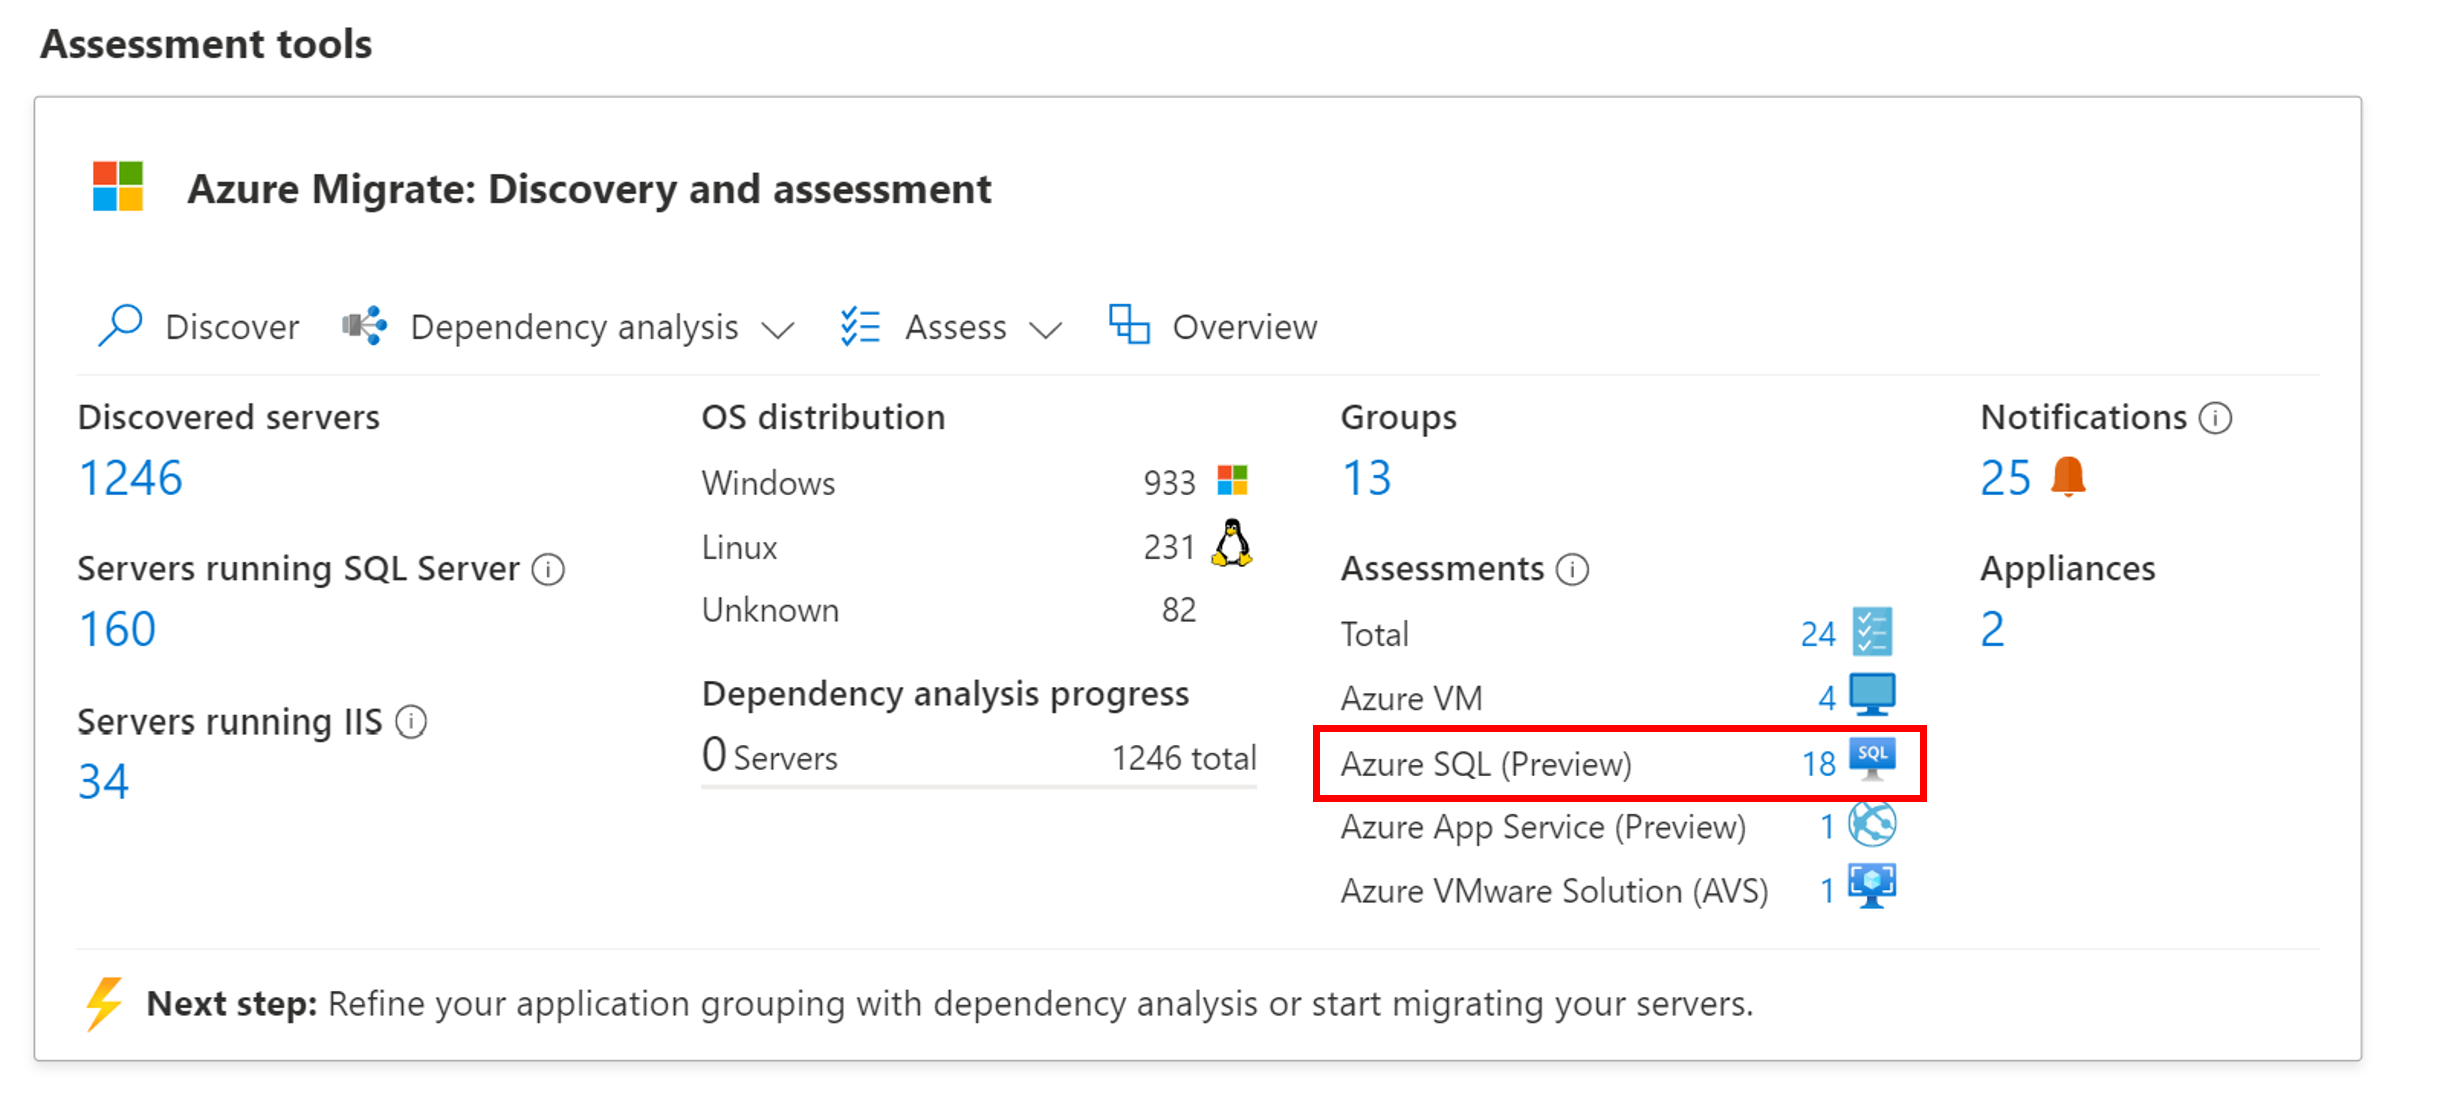 Assessment tools
Azure Migrate: Discovery and assessment
Discover Dependency analysis Assess Overview
Discovered servers
1246
Servers running SQL Server
160
Servers running IIS
34
OS distribution
Windows 933
Linux 231
Unknown 82
Dependency analysis progress
0 Servers 1246 total
Groups
13
Assessments
Total 24
Azure VM 4
Azure SQL (Preview) 18 SQL
Azure App Service (Preview) 1
Azure VMware Solution (AVS) 1
Notifications
25
Appliances
2
Next step: Refine your application grouping with dependency analysis or start migrating your servers.